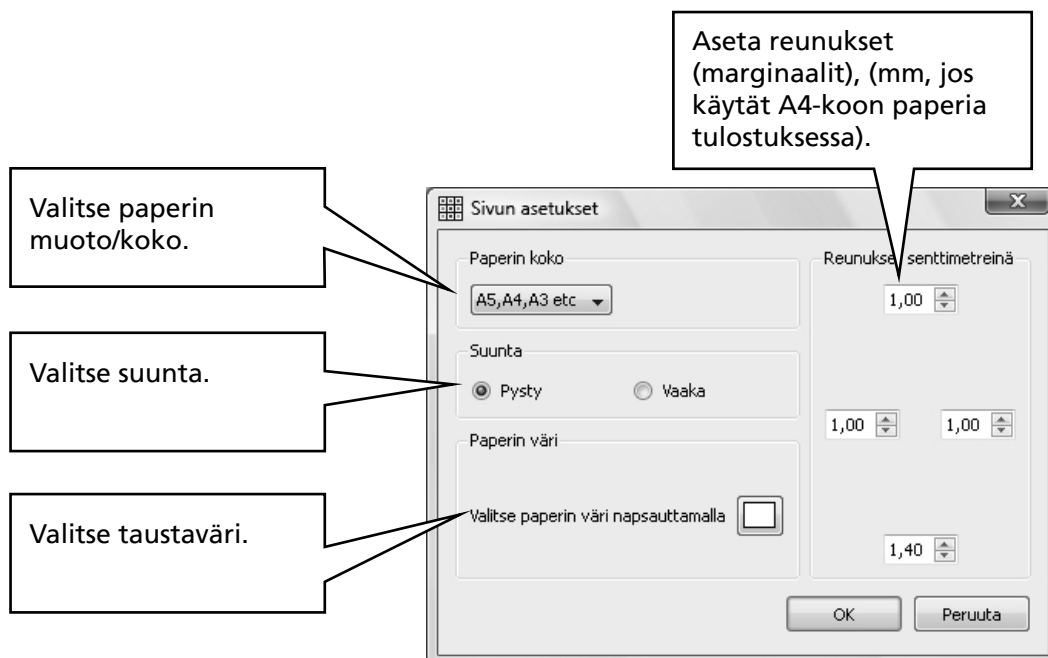 Aseta reunukset
(marginaalit), (mm, jos
käytät A4-koon paperia
tulostuksessa).
Valitse paperin
muoto/koko.
Valitse suunta.
Valitse taustaväri.
Sivun asetukset
Paperin koko
A5,A4,A3 etc
Suunta
Pysty Vaaka
Paperin väri
Valitse paperin väri napsauttamalla
senttimetreinä
1,00
1,00 1,00
1,40
OK Peruuta